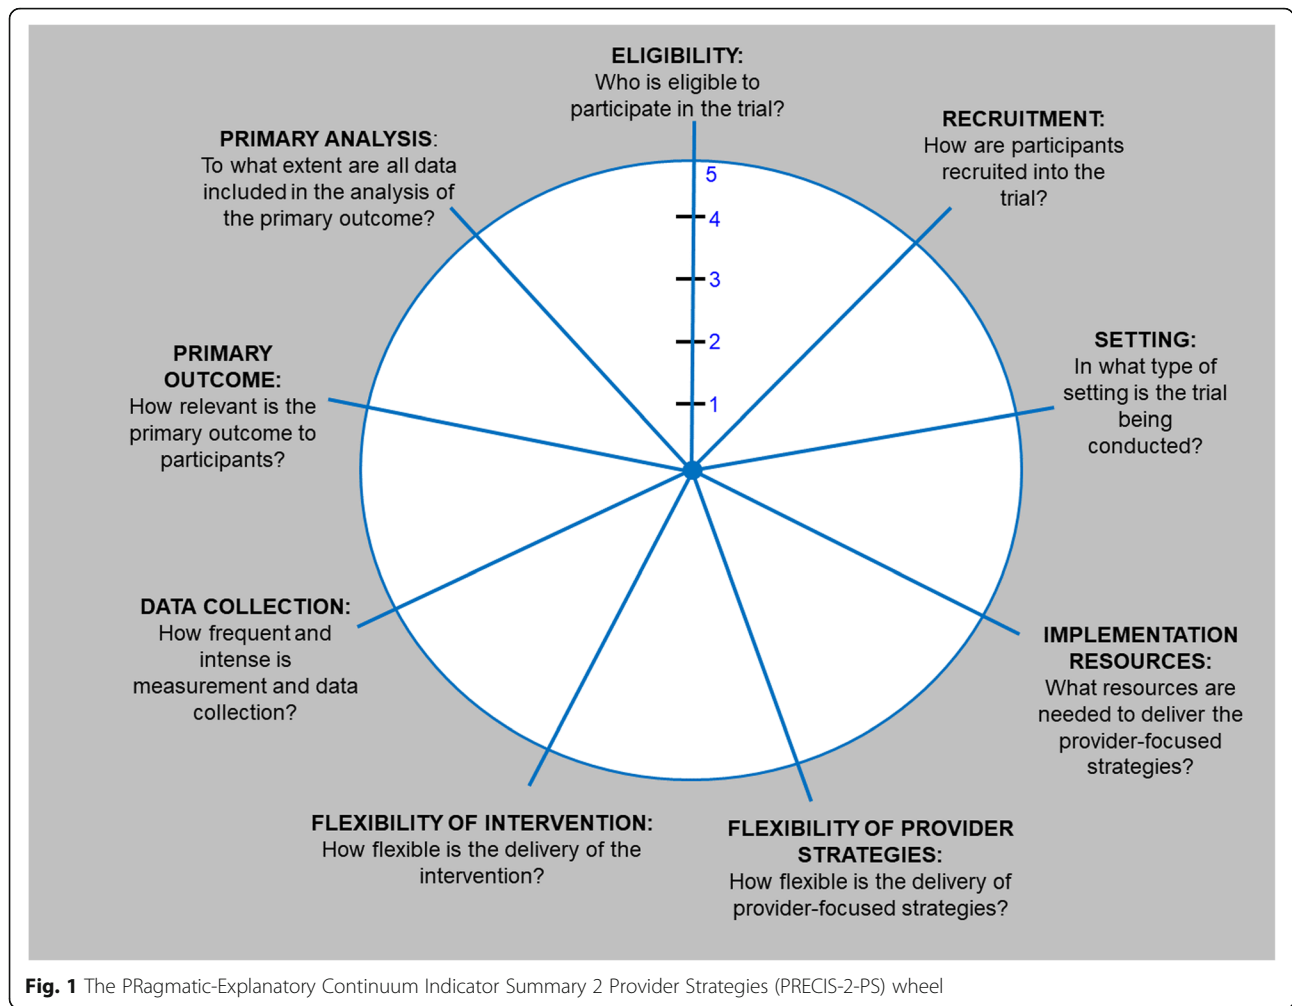 ELIGIBILITY:
Who is eligible to
participate in the trial?
RECRUITMENT:
How are participants
recruited into the
trial?
SETTING:
In what type of
setting is the trial
being
conducted?
IMPLEMENTATION
RESOURCES:
What resources are
needed to deliver the
provider-focused
strategies?
FLEXIBILITY OF PROVIDER
STRATEGIES:
How flexible is the delivery of
provider-focused strategies?
FLEXIBILITY OF INTERVENTION:
How flexible is the delivery of the
intervention?
DATA COLLECTION:
How frequent and
intense is
measurement and data
collection?
PRIMARY
OUTCOME:
How relevant is the
primary outcome to
participants?
PRIMARY ANALYSIS:
To what extent are all data
included in the analysis of
the primary outcome?
5
4
3
2
1
Fig. 1 The PRagmatic-Explanatory Continuum Indicator Summary 2 Provider Strategies (PRECIS-2-PS) wheel